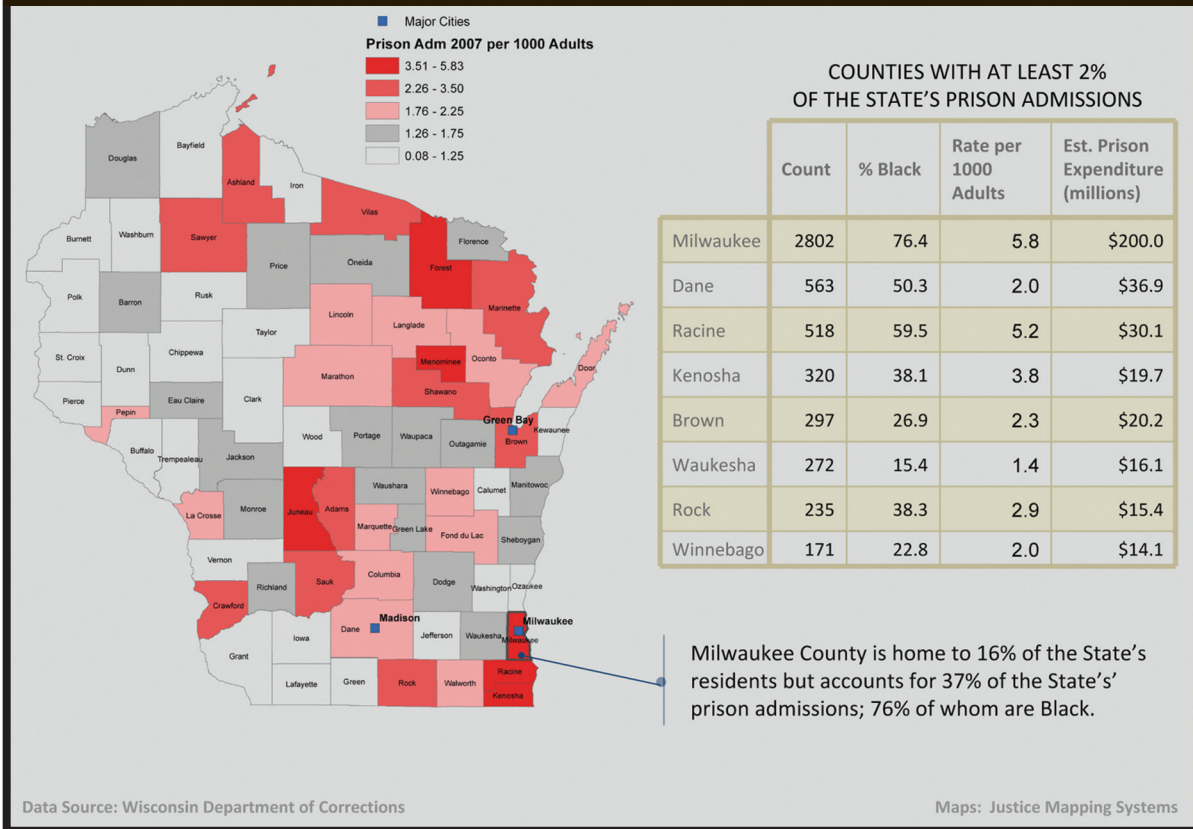 Major Cities
Prison Adm 2007 per 1000 Adults
3.51 - 5.83
2.26 - 3.50
1.76 - 2.25
1.26 - 1.75
0.08 - 1.25
Douglas
Bayfield
Ashland
Iron
Vilas
Burnett
Washburn
Sawyer
Price
Oneida
Forest
Florence
Marinette
Polk
Barron
Rusk
Taylor
Lincoln
Langlade
Oconto
Door
St. Croix
Dunn
Chippewa
Marathon
Menominee
Shawano
Pierce
Pepin
Eau Claire
Clark
Green Bay
Brown
Kewaunee
Buffalo
Trempealeau
Jackson
Wood
Portage
Waupaca
Outagamie
La Crosse
Monroe
Juneau
Adams
Waushara
Winnebago
Calumet
Manitowoc
Marquette
Green Lake
Fond du Lac
Sheboygan
Vernon
Richland
Sauk
Columbia
Dodge
Washington
Ozaukee
Crawford
Madison
Dane
Jefferson
Waukesha
Milwaukee
Milwaukee
Grant
Iowa
Lafayette
Green
Rock
Walworth
Racine
Kenosha
COUNTIES WITH AT LEAST 2%
OF THE STATE'S PRISON ADMISSIONS
Count % Black Rate per 1000 Adults Est. Prison Expenditure (millions)
Milwaukee 2802 76.4 5.8 $200.0
Dane 563 50.3 2.0 $36.9
Racine 518 59.5 5.2 $30.1
Kenosha 320 38.1 3.8 $19.7
Brown 297 26.9 2.3 $20.2
Waukesha 272 15.4 1.4 $16.1
Rock 235 38.3 2.9 $15.4
Winnebago 171 22.8 2.0 $14.1
Milwaukee County is home to 16% of the State's
residents but accounts for 37% of the State's'
prison admissions; 76% of whom are Black.
Data Source: Wisconsin Department of Corrections
Maps: Justice Mapping Systems